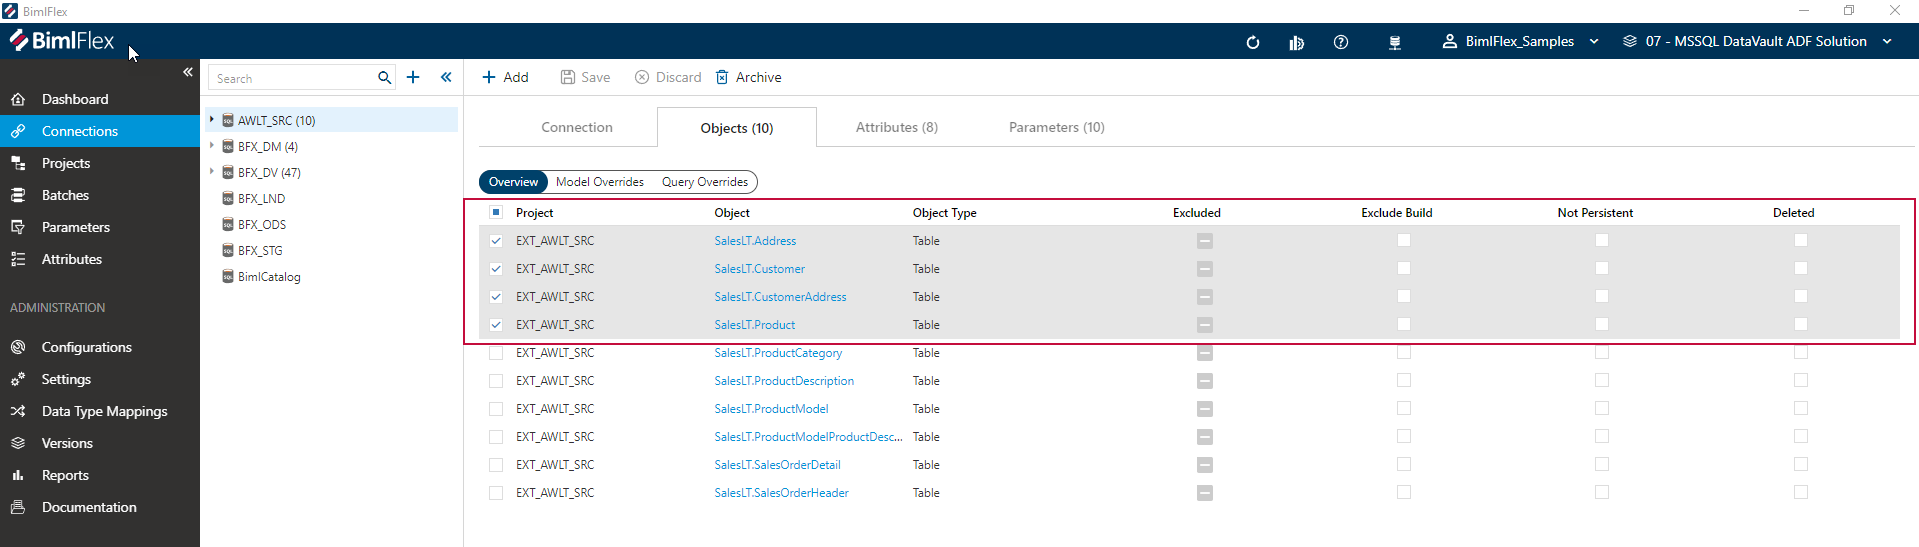 BimlFlex
BimlFlex
BimlFlex_Samples
07 - MSSQL DataVault ADF Solution
Dashboard
Connections
Projects
Batches
Parameters
Attributes
ADMINISTRATION
Configurations
Settings
Data Type Mappings
Versions
Reports
Documentation
Search
AWLT_SRC (10)
BFX_DM (4)
BFX_DV (47)
BFX_LND
BFX_ODS
BFX_STG
BimlCatalog
Add Save Discard Archive
Connection Objects (10) Attributes (8) Parameters (10)
Overview Model Overrides Query Overrides
Project Object Object Type Excluded Exclude Build Not Persistent Deleted
EXT_AWLT_SRC SalesLT.Address Table
EXT_AWLT_SRC SalesLT.Customer Table
EXT_AWLT_SRC SalesLT.CustomerAddress Table
EXT_AWLT_SRC SalesLT.Product Table
EXT_AWLT_SRC SalesLT.ProductCategory Table
EXT_AWLT_SRC SalesLT.ProductDescription Table
EXT_AWLT_SRC SalesLT.ProductModel Table
EXT_AWLT_SRC SalesLT.ProductModelProductDesc... Table
EXT_AWLT_SRC SalesLT.SalesOrderDetail Table
EXT_AWLT_SRC SalesLT.SalesOrderHeader Table